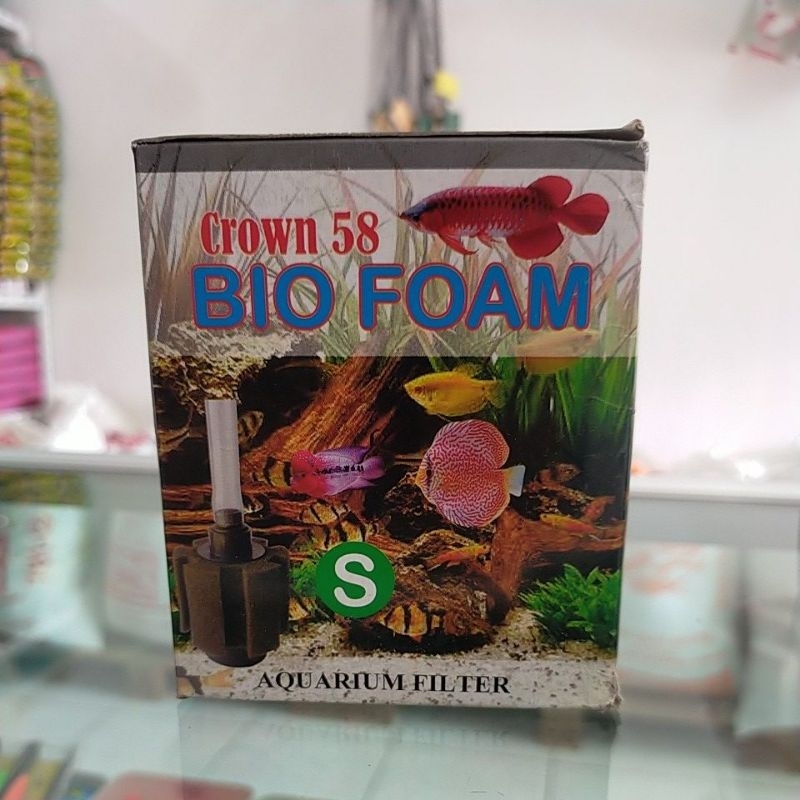 Crown 58
BIO FOAM
S
AQUARIUM FILTER